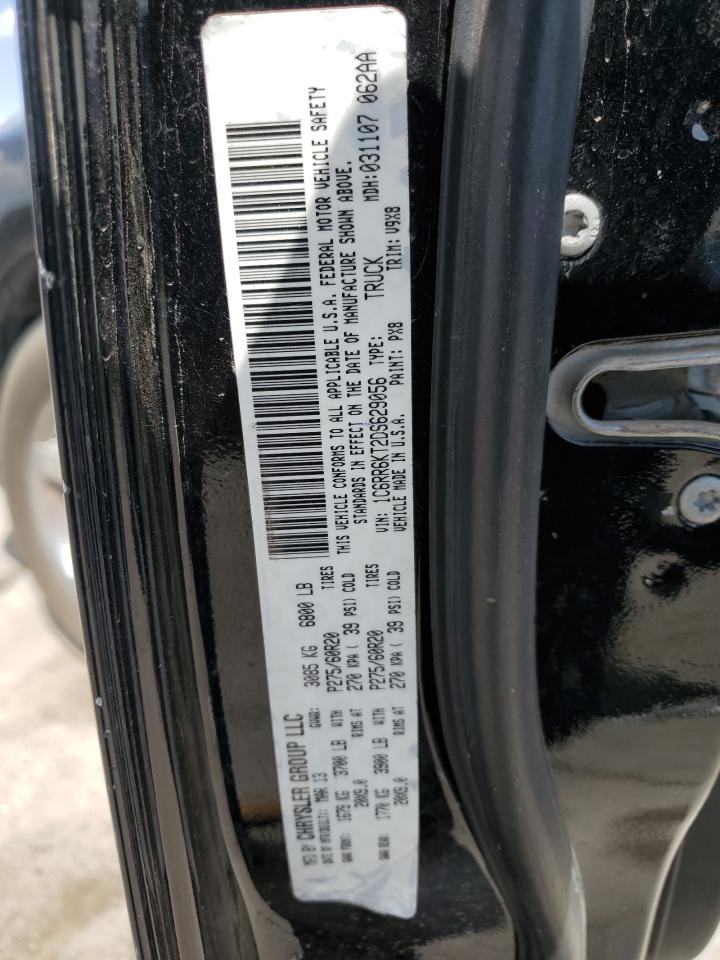 MFD BY CHRYSLER GROUP LLC
DATE OF MFR(BUILT): MAR 13 GVWR: 3085 KG 6800 LB
GAWR FRONT: 1679 KG 3700 LB WITH P275/60R20 TIRES
20X9.0 RIMS AT 270 KPA ( 39 PSI) COLD
GAWR REAR: 1770 KG 3900 LB WITH P275/60R20 TIRES
20X9.0 RIMS AT 270 KPA ( 39 PSI) COLD
THIS VEHICLE CONFORMS TO ALL APPLICABLE U.S.A. FEDERAL MOTOR VEHICLE SAFETY
STANDARDS IN EFFECT ON THE DATE OF MANUFACTURE SHOWN ABOVE.
VIN: 1C6RR6KT2DS629056 TYPE: TRUCK MDH:031107 062AA
VEHICLE MADE IN U.S.A. PAINT: PX8 TRIM: V9X8